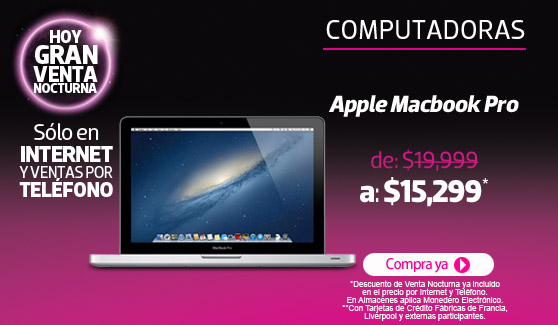 HOY
GRAN
VENTA
NOCTURNA
Sólo en
INTERNET
Y VENTAS POR
TELÉFONO
COMPUTADORAS
Apple Macbook Pro
de: $19,999
a: $15,299*
MacBook Pro
Compra ya
*Descuento de Venta Nocturna ya incluido
en el precio por Internet y Teléfono.
En Almacenes aplica Monedero Electrónico.
**Con Tarjetas de Crédito Fábricas de Francia,
Liverpool y externas participantes.